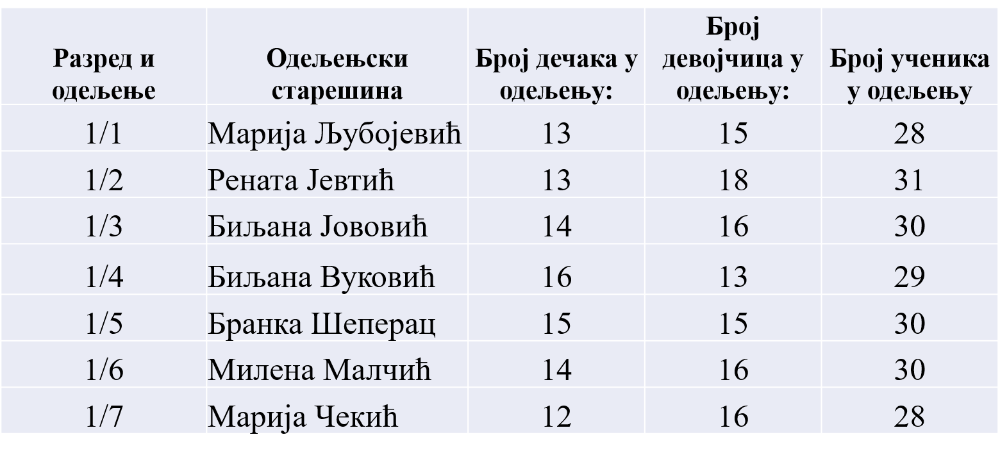 Разред и одељење Одељењски старешина Број дечака у одељењу: Број девојчица у одељењу: Број ученика у одељењу
1/1 Марија Љубојевић 13 15 28
1/2 Рената Јевтић 13 18 31
1/3 Биљана Јововић 14 16 30
1/4 Биљана Вуковић 16 13 29
1/5 Бранка Шеперац 15 15 30
1/6 Милена Малчић 14 16 30
1/7 Марија Чекић 12 16 28